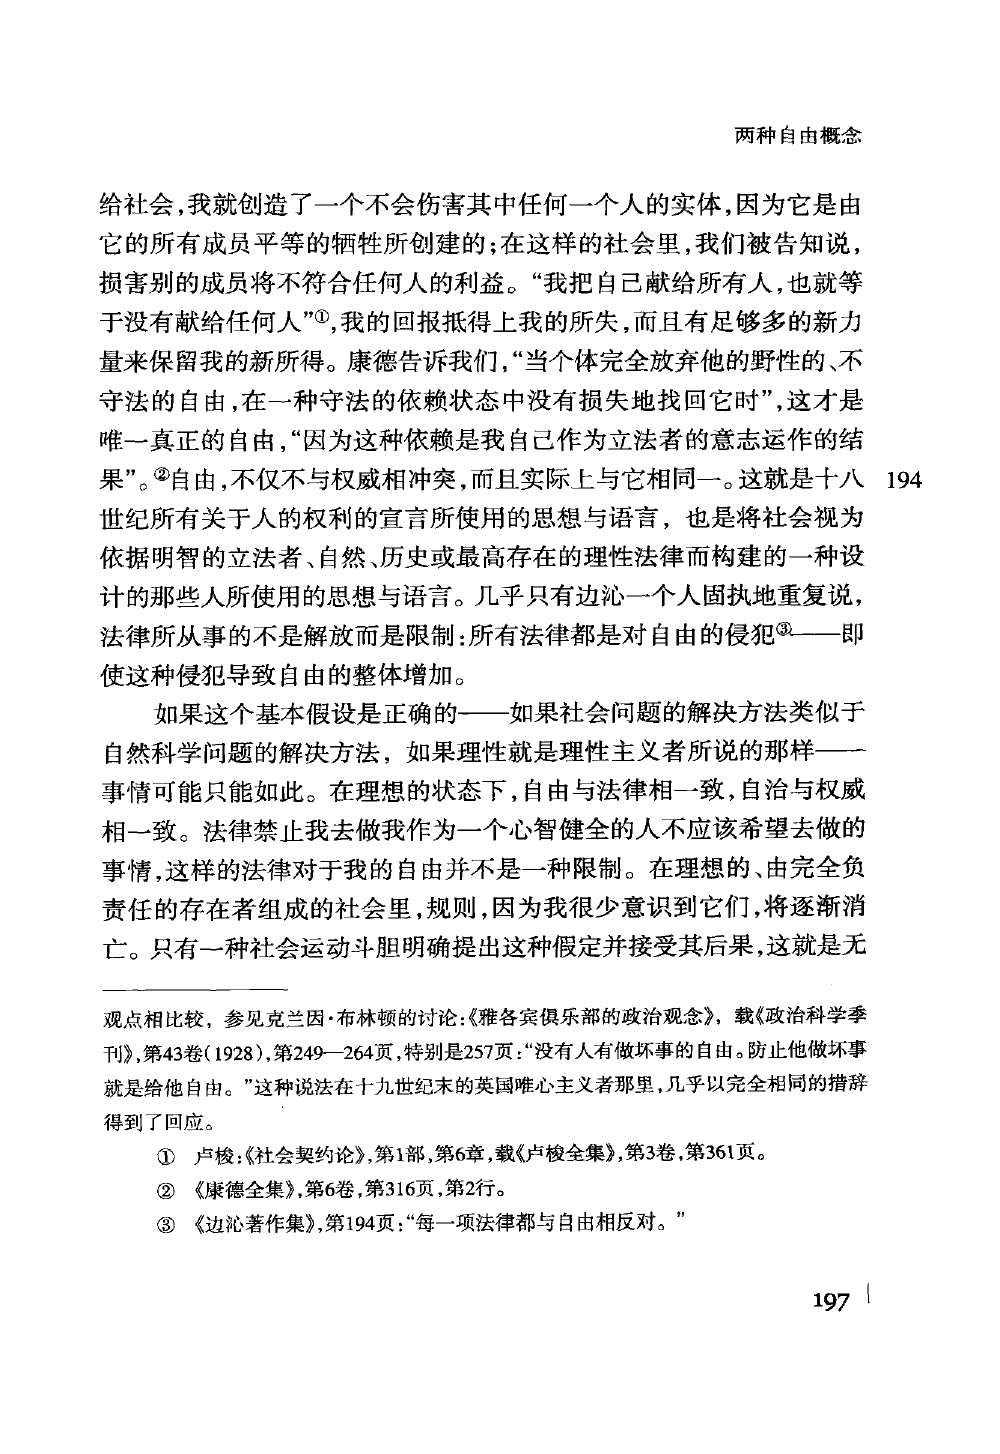 两种自由概念
给社会,我就创造了一个不会伤害其中任何一个人的实体,因为它是由
它的所有成员平等的牺牲所创建的;在这样的社会里,我们被告知说,
损害别的成员将不符合任何人的利益。“我把自己献给所有人,也就等
于没有献给任何人”①,我的回报抵得上我的所失,而且有足够多的新力
量来保留我的新所得。康德告诉我们,“当个体完全放弃他的野性的、不
守法的自由,在一种守法的依赖状态中没有损失地找回它时”,这才是
唯一真正的自由,“因为这种依赖是我自己作为立法者的意志运作的结
果”。②自由,不仅不与权威相冲突,而且实际上与它相同一。这就是十八 194
世纪所有关于人的权利的宣言所使用的思想与语言，也是将社会视为
依据明智的立法者、自然、历史或最高存在的理性法律而构建的一种设
计的那些人所使用的思想与语言。几乎只有边沁一个人固执地重复说,
法律所从事的不是解放而是限制:所有法律都是对自由的侵犯③——即
使这种侵犯导致自由的整体增加。
如果这个基本假设是正确的——如果社会问题的解决方法类似于
自然科学问题的解决方法，如果理性就是理性主义者所说的那样——
事情可能只能如此。在理想的状态下,自由与法律相一致,自治与权威
相一致。法律禁止我去做我作为一个心智健全的人不应该希望去做的
事情,这样的法律对于我的自由并不是一种限制。在理想的、由完全负
责任的存在者组成的社会里,规则,因为我很少意识到它们,将逐渐消
亡。只有一种社会运动斗胆明确提出这种假定并接受其后果,这就是无
观点相比较，参见克兰因·布林顿的讨论:《雅各宾俱乐部的政治观念》，载《政治科学季
刊》,第43卷(1928),第249—264页,特别是257页:“没有人有做坏事的自由。防止他做坏事
就是给他自由。”这种说法在十九世纪末的英国唯心主义者那里,几乎以完全相同的措辞
得到了回应。
① 卢梭:《社会契约论》,第1部,第6章,载《卢梭全集》,第3卷,第361页。
② 《康德全集》,第6卷,第316页,第2行。
③ 《边沁著作集》,第194页:“每一项法律都与自由相反对。”
197